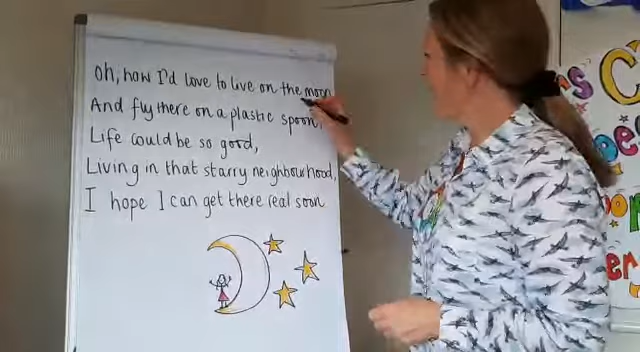 Oh, how I'd love to live on the moon
And fly there on a plastic spoon,
Life could be so good,
Living in that starry neighbourhood,
I hope I can get there real soon